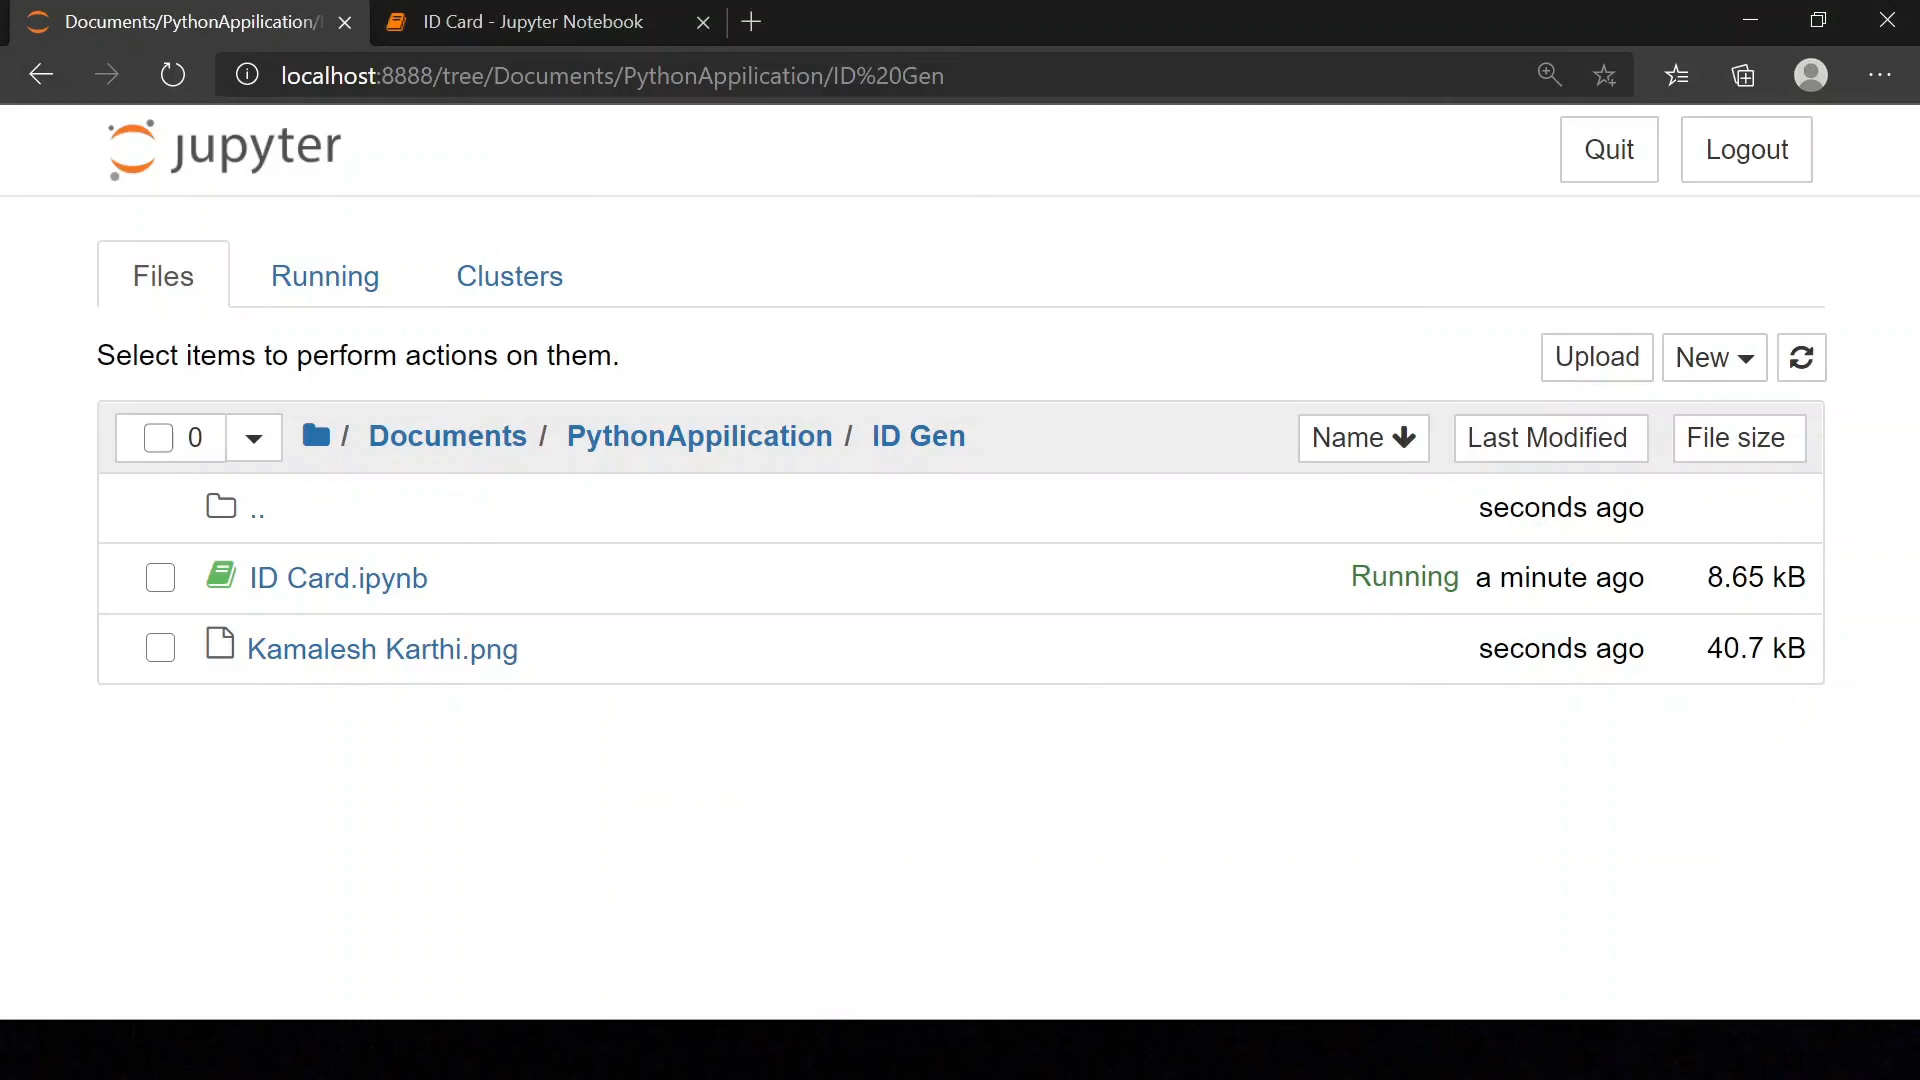 Documents/PythonAppilication/
ID Card - Jupyter Notebook
localhost:8888/tree/Documents/PythonAppilication/ID%20Gen
jupyter
Quit
Logout
Files
Running
Clusters
Select items to perform actions on them.
Upload
New
0
/ Documents / PythonAppilication / ID Gen
Name
Last Modified
File size
..
seconds ago
ID Card.ipynb
Running a minute ago
8.65 kB
Kamalesh Karthi.png
seconds ago
40.7 kB